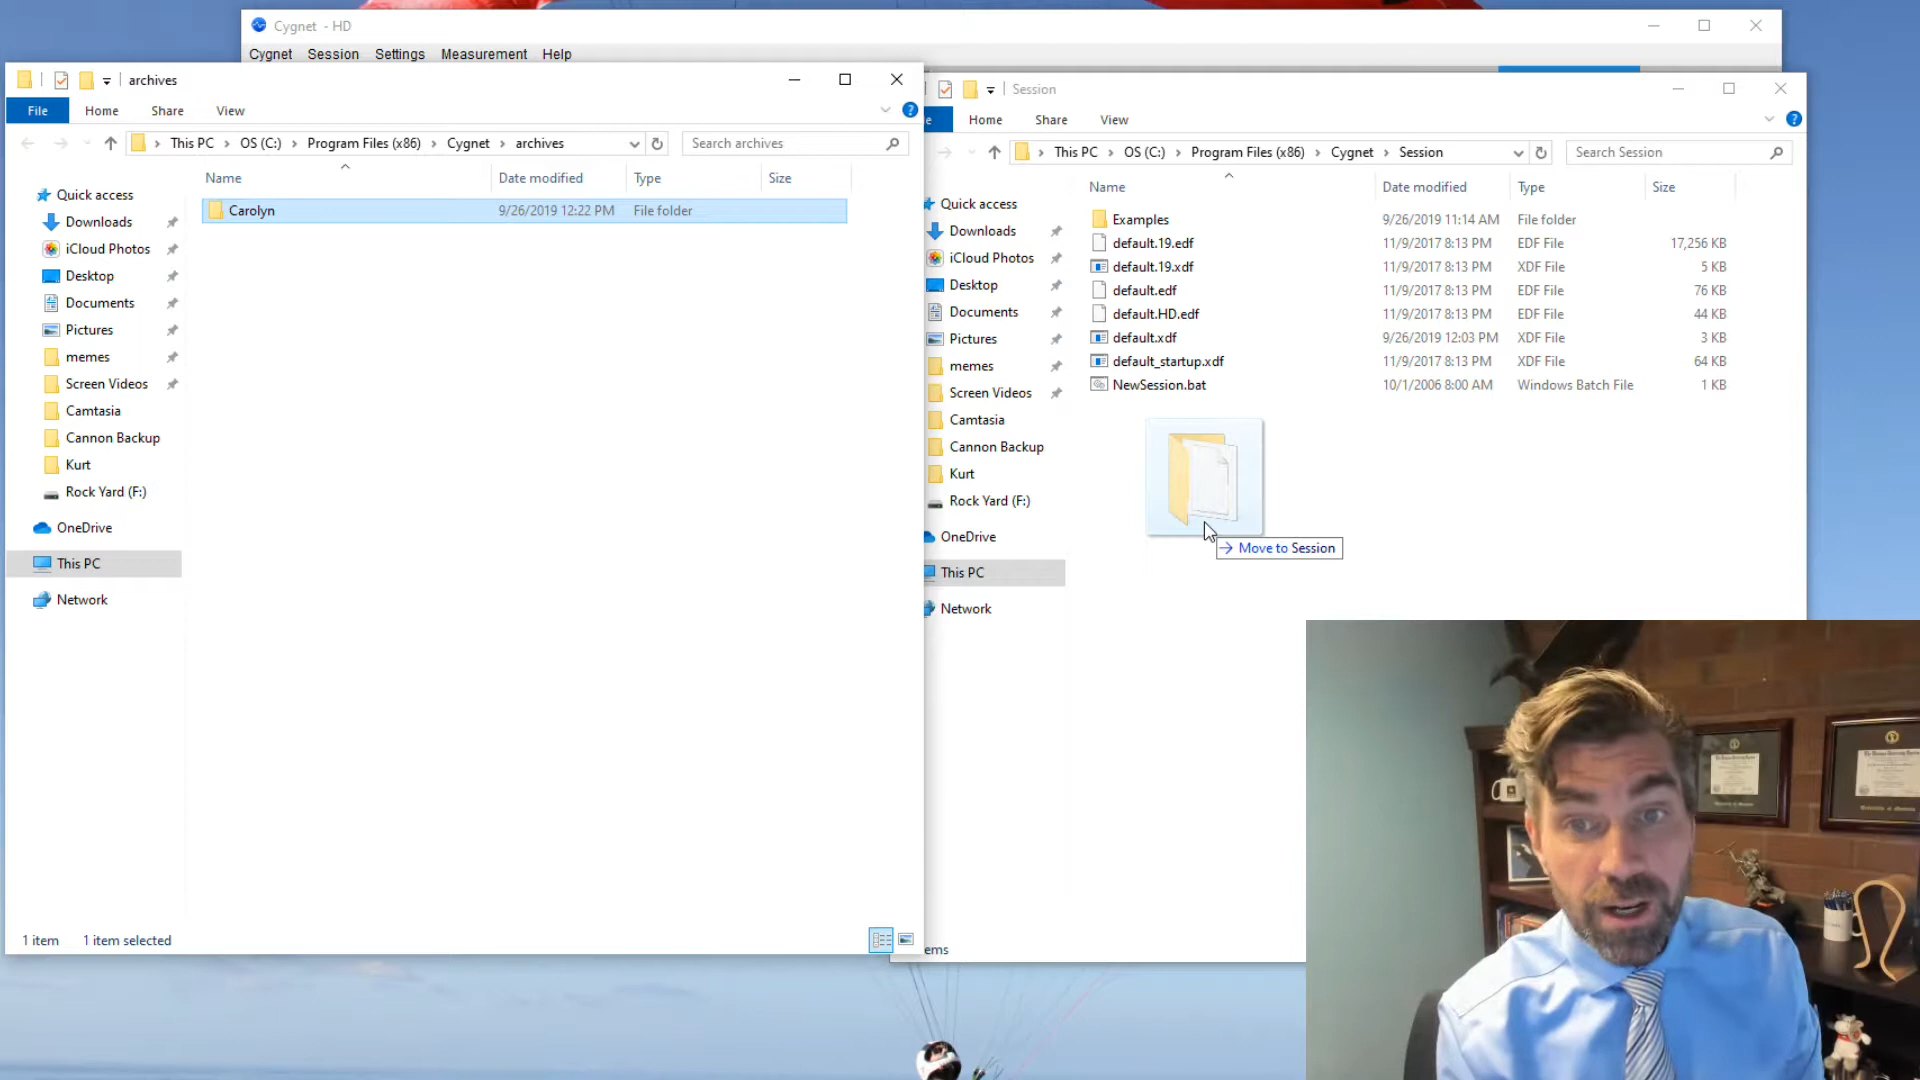 Cygnet - HD
Cygnet Session Settings Measurement Help
archives
File Home Share View
This PC OS (C:) Program Files (x86) Cygnet archives
Search archives
Name Date modified Type Size
Carolyn 9/26/2019 12:22 PM File folder
Quick access
Downloads
iCloud Photos
Desktop
Documents
Pictures
memes
Screen Videos
Camtasia
Cannon Backup
Kurt
Rock Yard (F:)
OneDrive
This PC
Network
1 item 1 item selected
Session
e Home Share View
This PC OS (C:) Program Files (x86) Cygnet Session
Search Session
Name Date modified Type Size
Examples 9/26/2019 11:14 AM File folder
default.19.edf 11/9/2017 8:13 PM EDF File 17,256 KB
default.19.xdf 11/9/2017 8:13 PM XDF File 5 KB
default.edf 11/9/2017 8:13 PM EDF File 76 KB
default.HD.edf 11/9/2017 8:13 PM EDF File 44 KB
default.xdf 9/26/2019 12:03 PM XDF File 3 KB
default_startup.xdf 11/9/2017 8:13 PM XDF File 64 KB
NewSession.bat 10/1/2006 8:00 AM Windows Batch File 1 KB
Quick access
Downloads
iCloud Photos
Desktop
Documents
Pictures
memes
Screen Videos
Camtasia
Cannon Backup
Kurt
Rock Yard (F:)
OneDrive
This PC
Network
Move to Session
ems